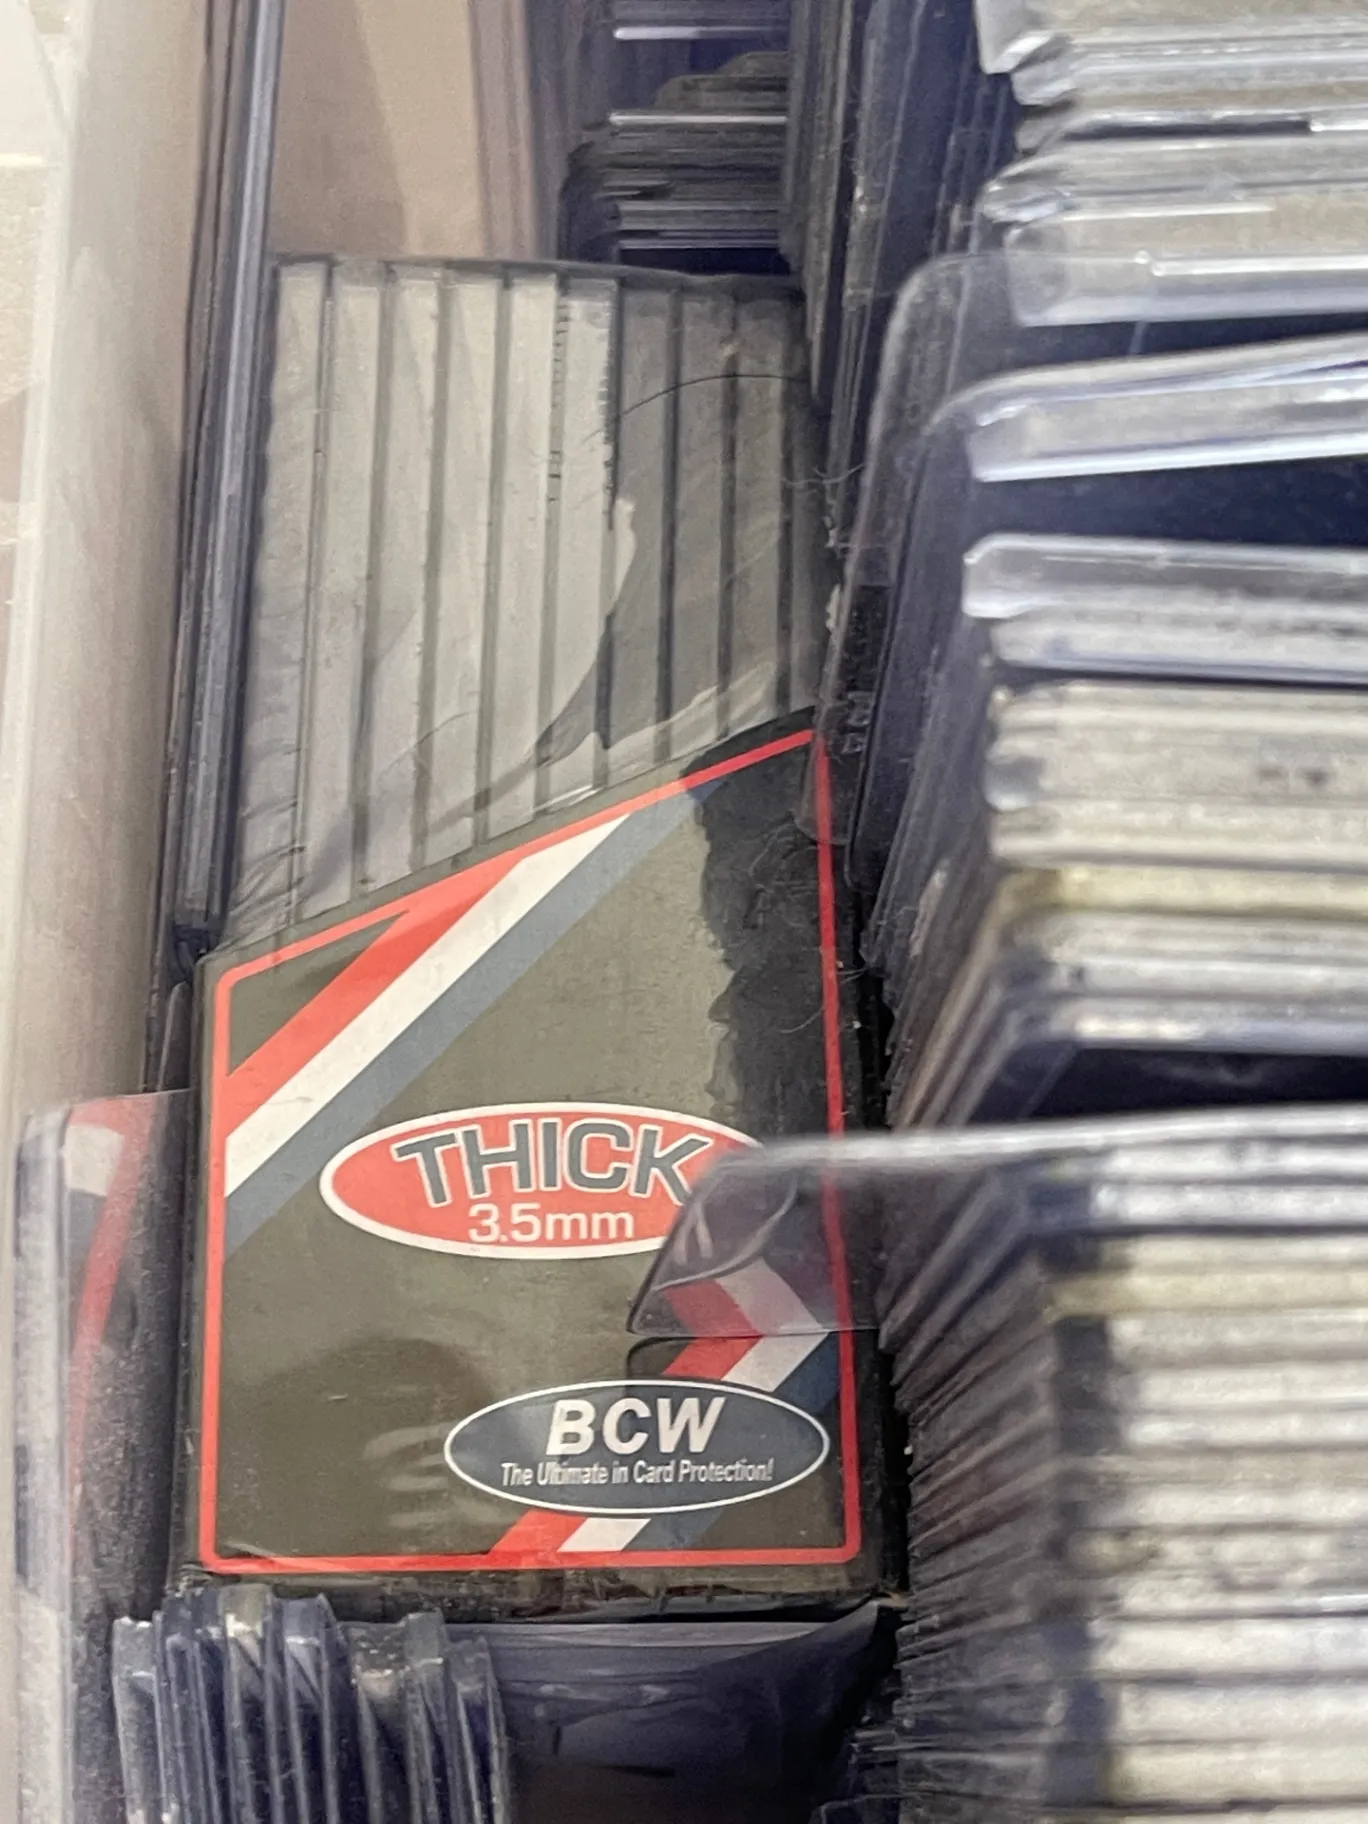 THICK
3.5mm
BCW
The Ultimate in Card Protection!